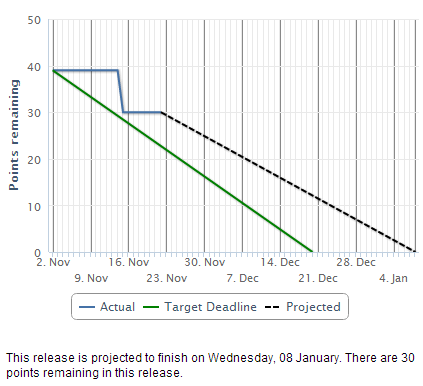 50
40
30
20
10
0
Points remaining
2. Nov 16. Nov 30. Nov 14. Dec 28. Dec
9. Nov 23. Nov 7. Dec 21. Dec 4. Jan
Actual Target Deadline Projected
This release is projected to finish on Wednesday, 08 January. There are 30
points remaining in this release.